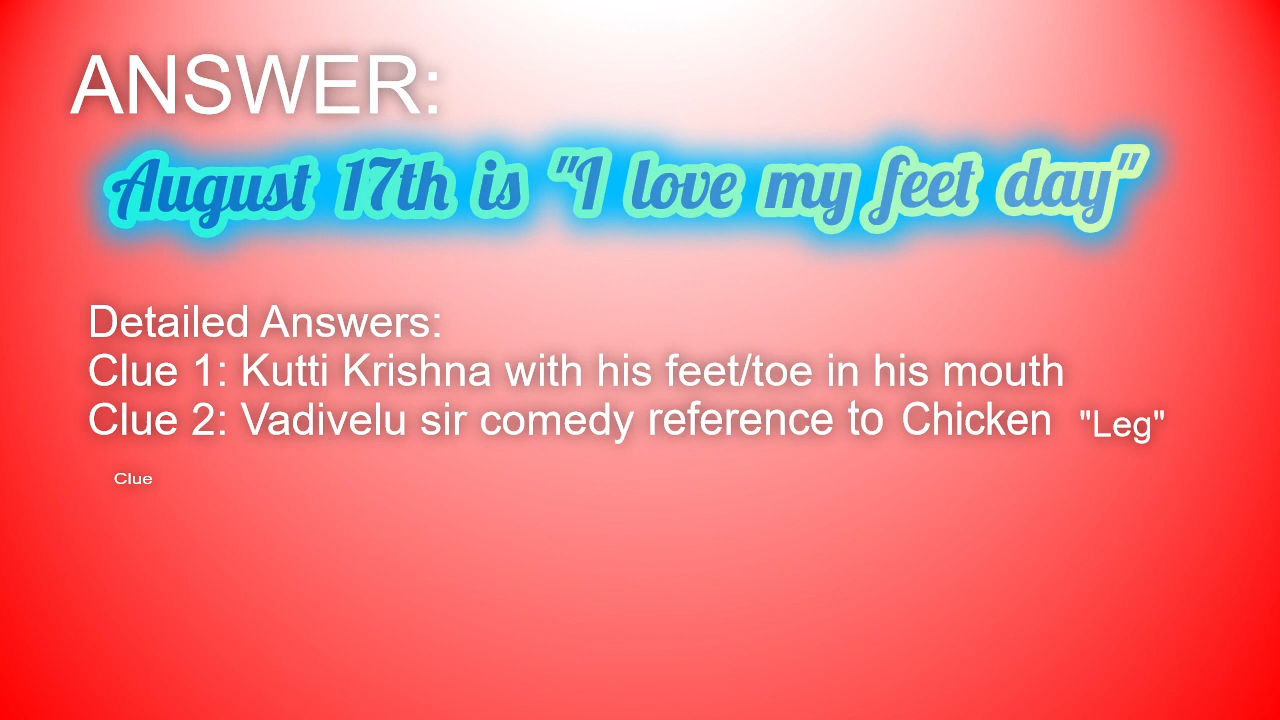 ANSWER:
August 17th is "I love my feet day"
Detailed Answers:
Clue 1: Kutti Krishna with his feet/toe in his mouth
Clue 2: Vadivelu sir comedy reference to Chicken "Leg"
Clue